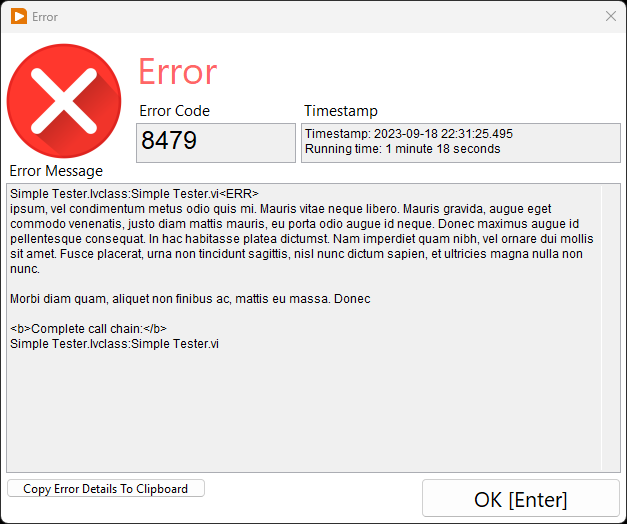 Error
Error
Error Code
Timestamp
8479
Timestamp: 2023-09-18 22:31:25.495
Running time: 1 minute 18 seconds
Error Message
Simple Tester.lvclass:Simple Tester.vi<ERR>
ipsum, vel condimentum metus odio quis mi. Mauris vitae neque libero. Mauris gravida, augue eget
commodo venenatis, justo diam mattis mauris, eu porta odio augue id neque. Donec maximus augue id
pellentesque consequat. In hac habitasse platea dictumst. Nam imperdiet quam nibh, vel ornare dui mollis
sit amet. Fusce placerat, urna non tincidunt sagittis, nisl nunc dictum sapien, et ultricies magna nulla non
nunc.
Morbi diam quam, aliquet non finibus ac, mattis eu massa. Donec
<b>Complete call chain:</b>
Simple Tester.lvclass:Simple Tester.vi
Copy Error Details To Clipboard
OK [Enter]